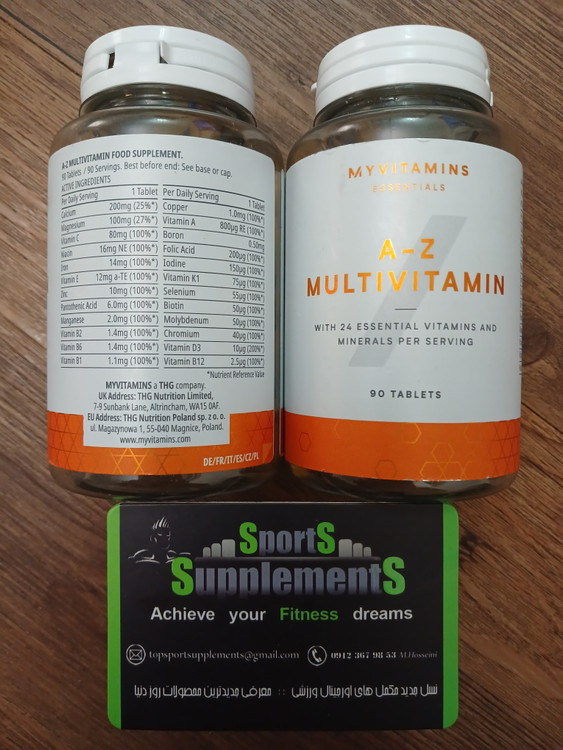 A-Z MULTIVITAMIN FOOD SUPPLEMENT.
90 Tablets / 90 Servings. Best before end: See base or cap.
ACTIVE INGREDIENTS
Per Daily Serving 1 Tablet
Calcium 200mg (25%*)
Magnesium 100mg (27%*)
Vitamin C 80mg (100%*)
Niacin 16mg NE (100%*)
Iron 14mg (100%*)
Vitamin E 12mg a-TE (100%*)
Zinc 10mg (100%*)
Pantothenic Acid 6.0mg (100%*)
Manganese 2.0mg (100%*)
Vitamin B2 1.4mg (100%*)
Vitamin B6 1.4mg (100%*)
Vitamin B1 1.1mg (100%*)
Per Daily Serving 1 Tablet
Copper 1.0mg (100%*)
Vitamin A 800µg RE (100%*)
Boron 0.50mg
Folic Acid 200µg (100%*)
Iodine 150µg (100%*)
Vitamin K1 75µg (100%*)
Selenium 55µg (100%*)
Biotin 50µg (100%*)
Molybdenum 50µg (100%*)
Chromium 40µg (100%*)
Vitamin D3 10µg (200%*)
Vitamin B12 2.5µg (100%*)
*Nutrient Reference Value
MYVITAMINS a THG company.
UK Address: THG Nutrition Limited,
7-9 Sunbank Lane, Altrincham, WA15 0AF.
EU Address: THG Nutrition Poland sp. z o. o.
ul. Magazynowa 1, 55-040 Magnice, Poland.
www.myvitamins.com
DE/FR/IT/ES/CZ/PL
MYVITAMINS
ESSENTIALS
A-Z
MULTIVITAMIN
WITH 24 ESSENTIAL VITAMINS AND
MINERALS PER SERVING
90 TABLETS
SportS
SupplementS
Achieve your Fitness dreams
topsportsupplements@gmail.com 0912 367 98 53 M.Hosseini
نسل جدید مکمل های اورجینال ورزشی :: معرفی جدیدترین محصولات روز دنیا